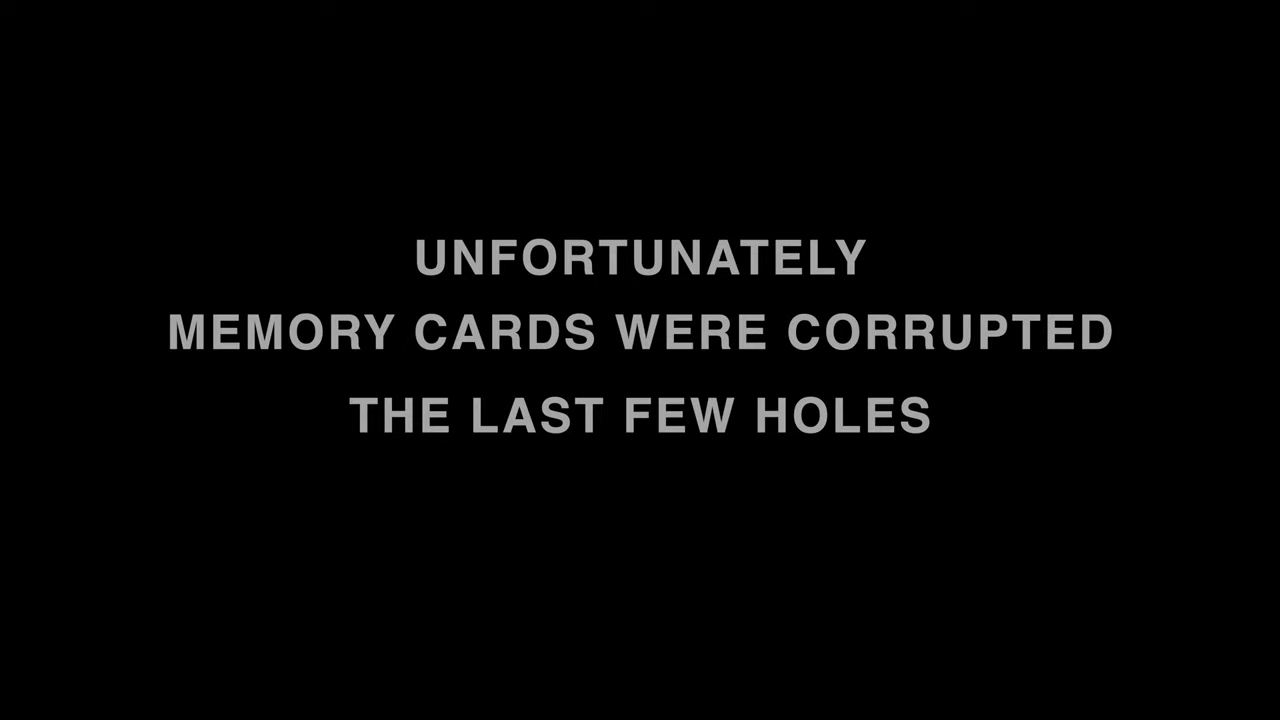 UNFORTUNATELY
MEMORY CARDS WERE CORRUPTED
THE LAST FEW HOLES